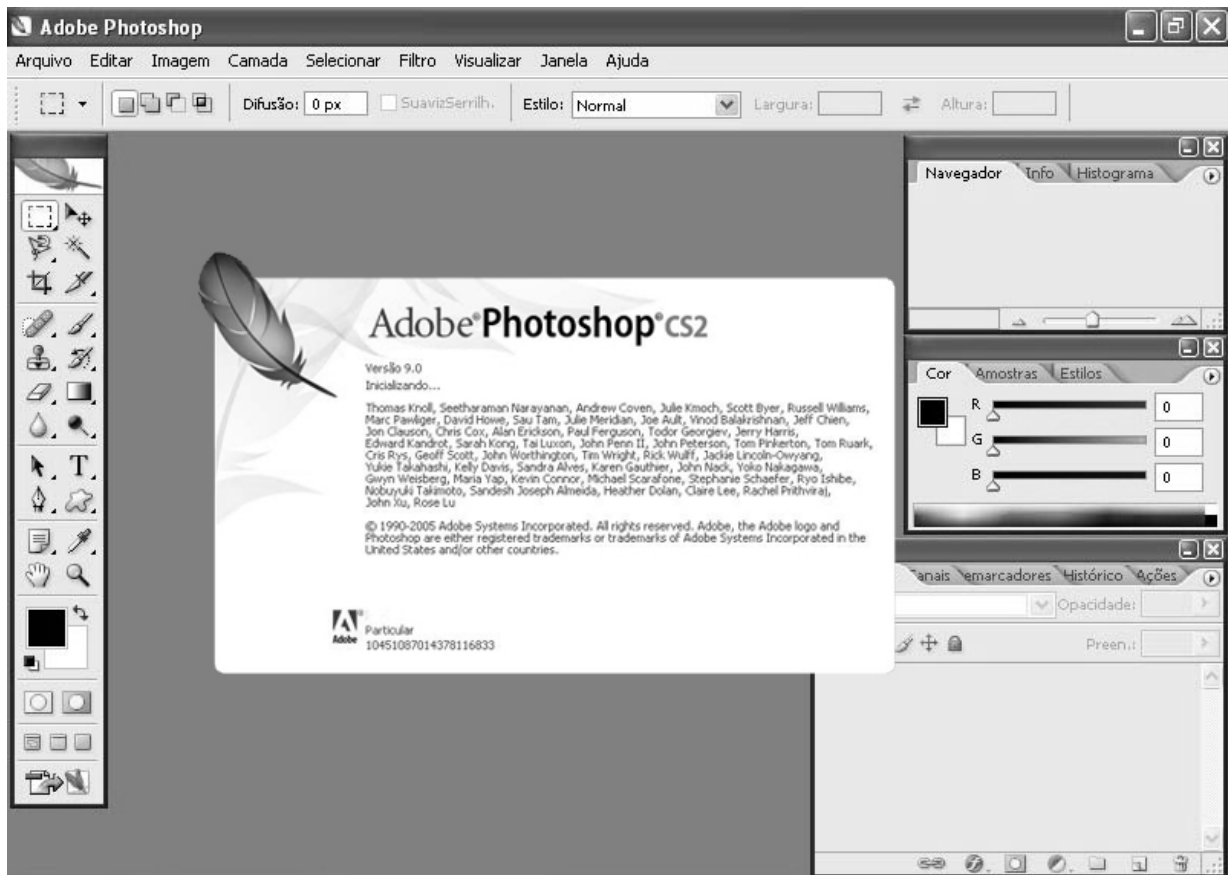 Adobe Photoshop
Arquivo Editar Imagem Camada Selecionar Filtro Visualizar Janela Ajuda
Difusão: 0 px SuavizSerrilh. Estilo: Normal Largura: Altura:
Navegador Info Histograma
Adobe® Photoshop® CS2
Versão 9.0
Inicializando...
Thomas Knoll, Seetharaman Narayanan, Andrew Coven, Julie Kmoch, Scott Byer, Russell Williams,
Marc Pawliger, David Howe, Sau Tam, Julie Meridian, Joe Ault, Vinod Balakrishnan, Jeff Chien,
Jon Clauson, Chris Cox, Alan Erickson, Paul Ferguson, Todor Georgiev, Jerry Harris,
Edward Kandrot, Sarah Kong, Tai Luxon, John Penn II, John Peterson, Tom Pinkerton, Tom Ruark,
Cris Rys, Geoff Scott, John Worthington, Tim Wright, Rick Wulff, Jackie Lincoln-Owyang,
Yukie Takahashi, Kelly Davis, Sandra Alves, Karen Gauthier, John Nack, Yoko Nakagawa,
Gwyn Weisberg, Maria Yap, Kevin Connor, Michael Scarafone, Stephanie Schaefer, Ryo Ishibe,
Nobuyuki Takimoto, Sandesh Joseph Almeida, Heather Dolan, Claire Lee, Rachel Prithviraj,
John Xu, Rose Lu
© 1990-2005 Adobe Systems Incorporated. All rights reserved. Adobe, the Adobe logo and
Photoshop are either registered trademarks or trademarks of Adobe Systems Incorporated in the
United States and/or other countries.
Adobe
Particular
10451087014378116833
Cor Amostras Estilos
R 0
G 0
B 0
anais emarcadores Histórico Ações
Opacidade:
Preen.:
T